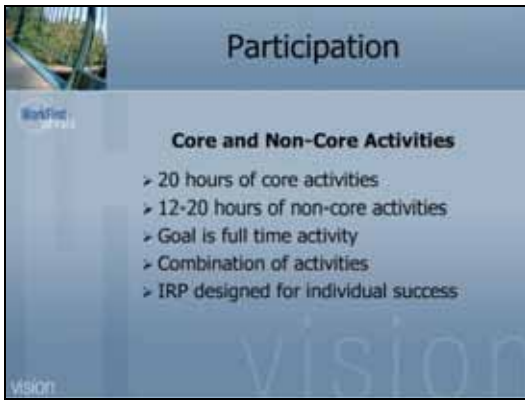 Participation
WorkFirst
Core and Non-Core Activities
➤ 20 hours of core activities
➤ 12-20 hours of non-core activities
➤ Goal is full time activity
➤ Combination of activities
➤ IRP designed for individual success
vision
vision